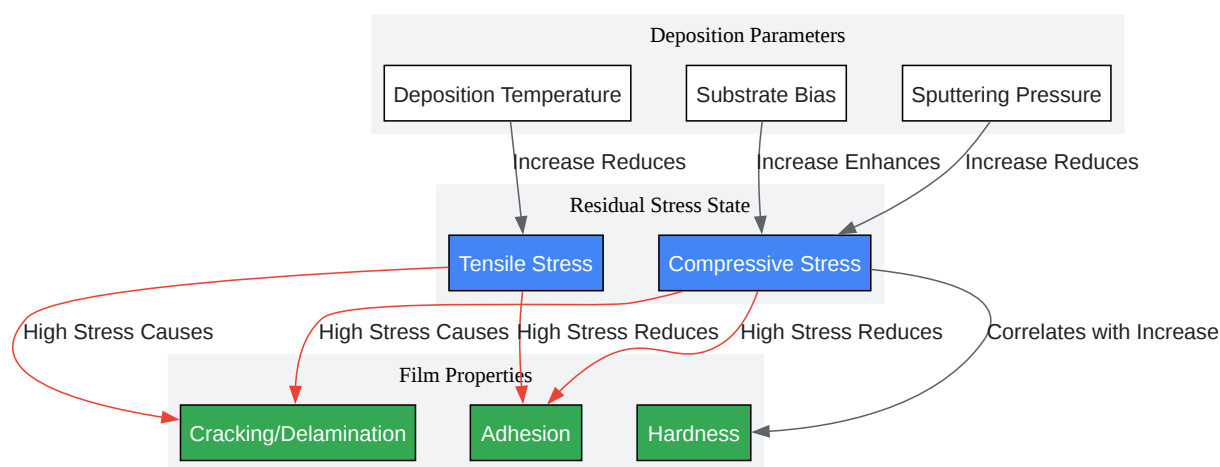 Deposition Parameters
Deposition Temperature
Substrate Bias
Sputtering Pressure
Increase Reduces
Increase Enhances
Increase Reduces
Residual Stress State
Tensile Stress
Compressive Stress
High Stress Causes
High Stress Causes
High Stress Reduces
High Stress Reduces
Correlates with Increase
Film Properties
Cracking/Delamination
Adhesion
Hardness